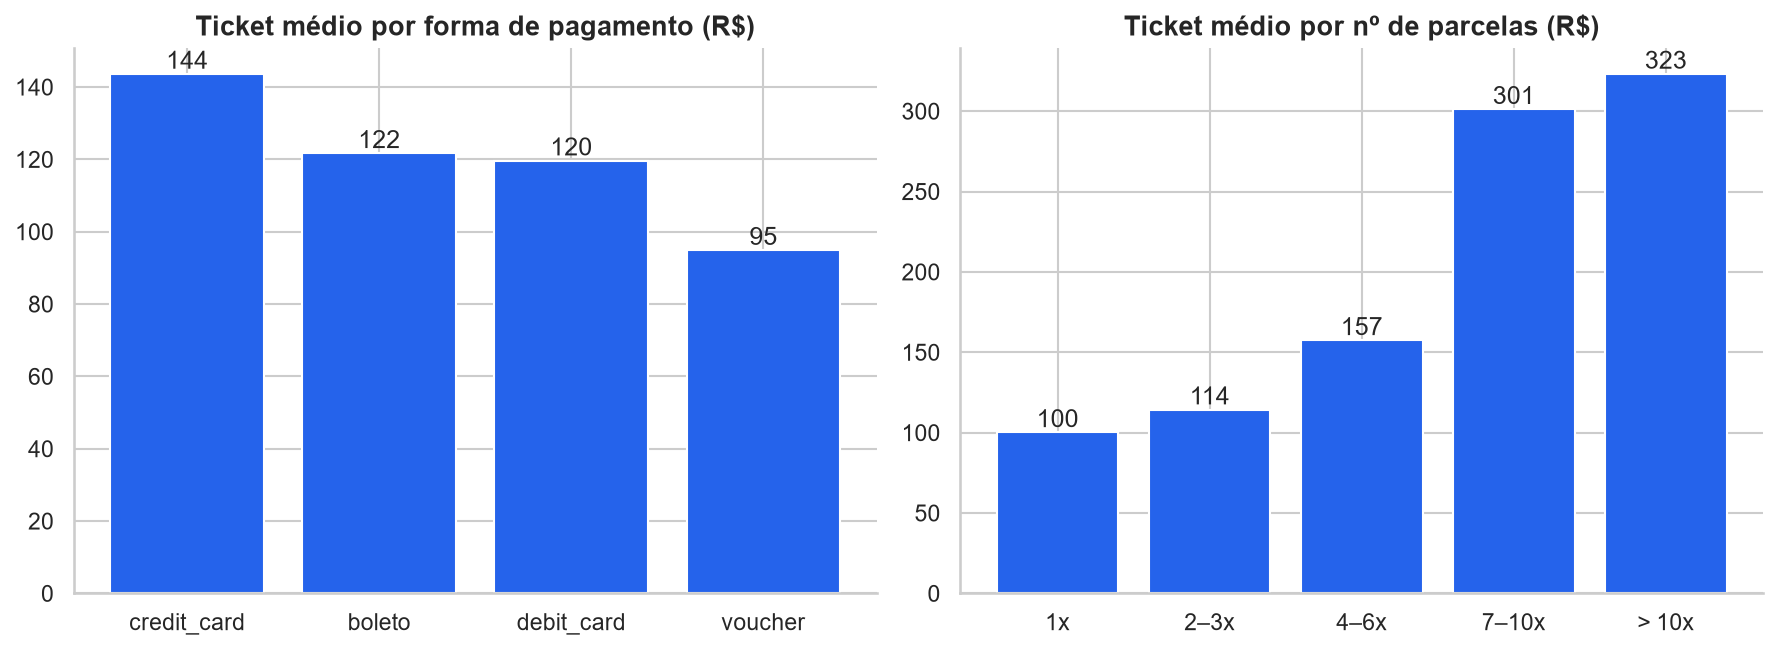 Ticket médio por forma de pagamento (R$)
144
140
122
120
120
100
95
80
60
40
20
0
credit_card
boleto
debit_card
voucher
Ticket médio por nº de parcelas (R$)
323
301
300
250
200
157
150
114
100
100
50
0
1x
2–3x
4–6x
7–10x
> 10x